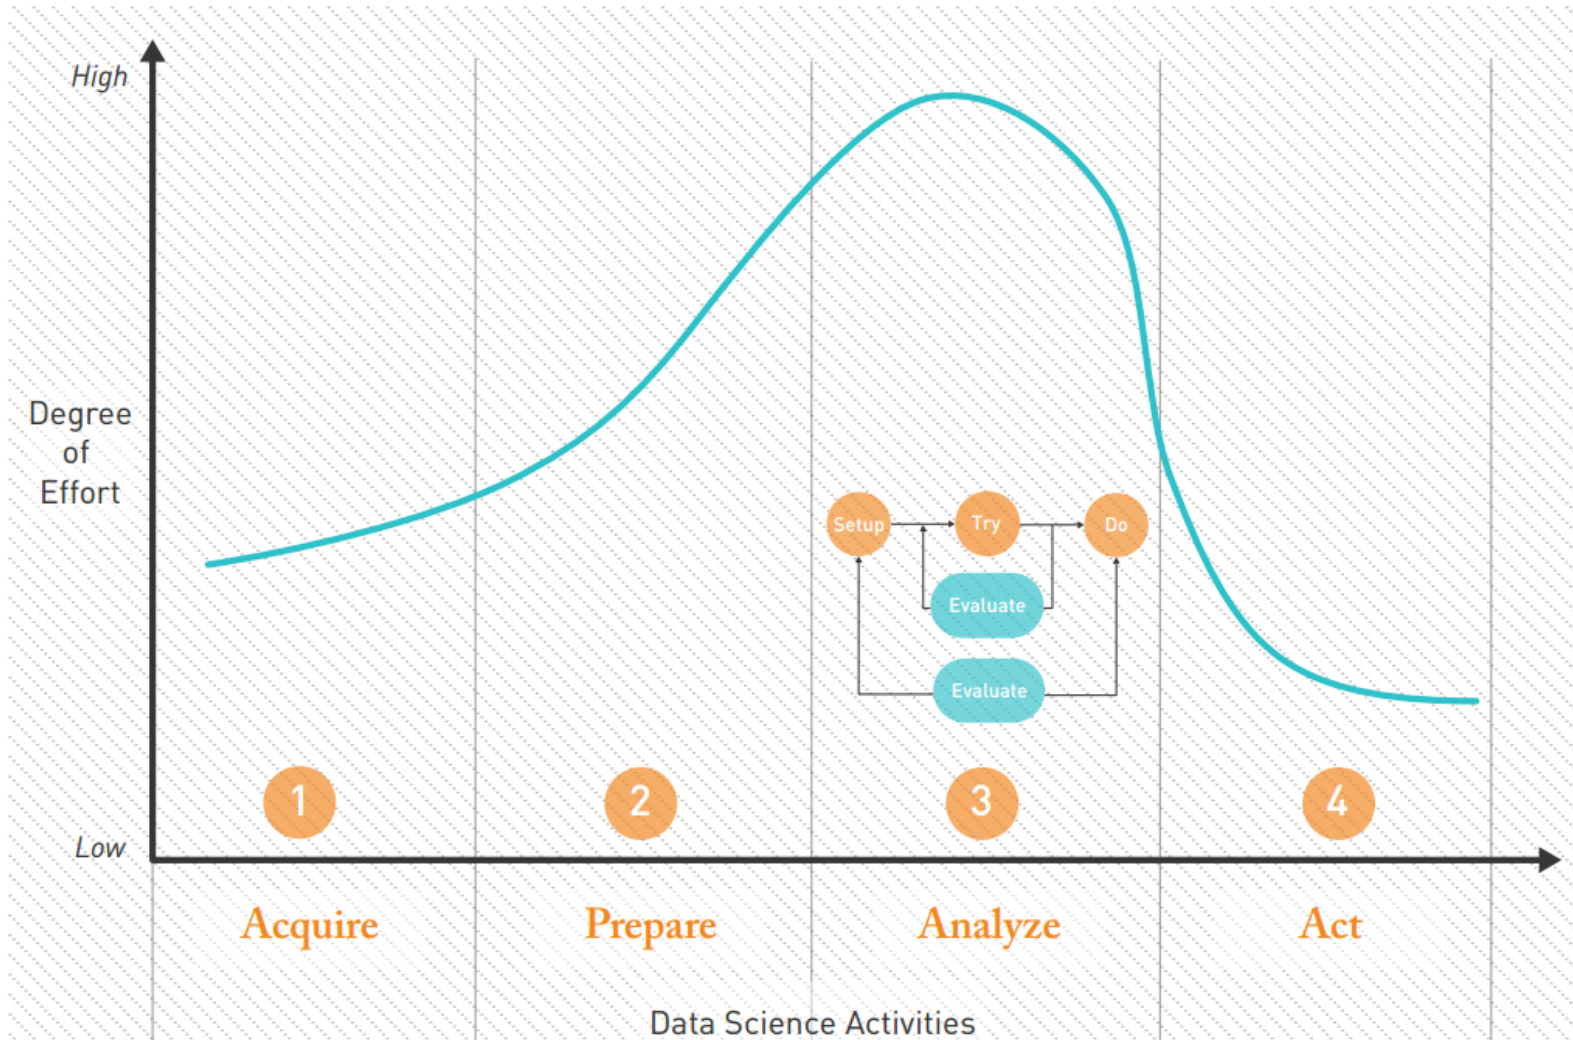 High
Degree
of
Effort
Setup
Try
Do
Evaluate
Evaluate
1
2
3
4
Low
Acquire
Prepare
Analyze
Act
Data Science Activities